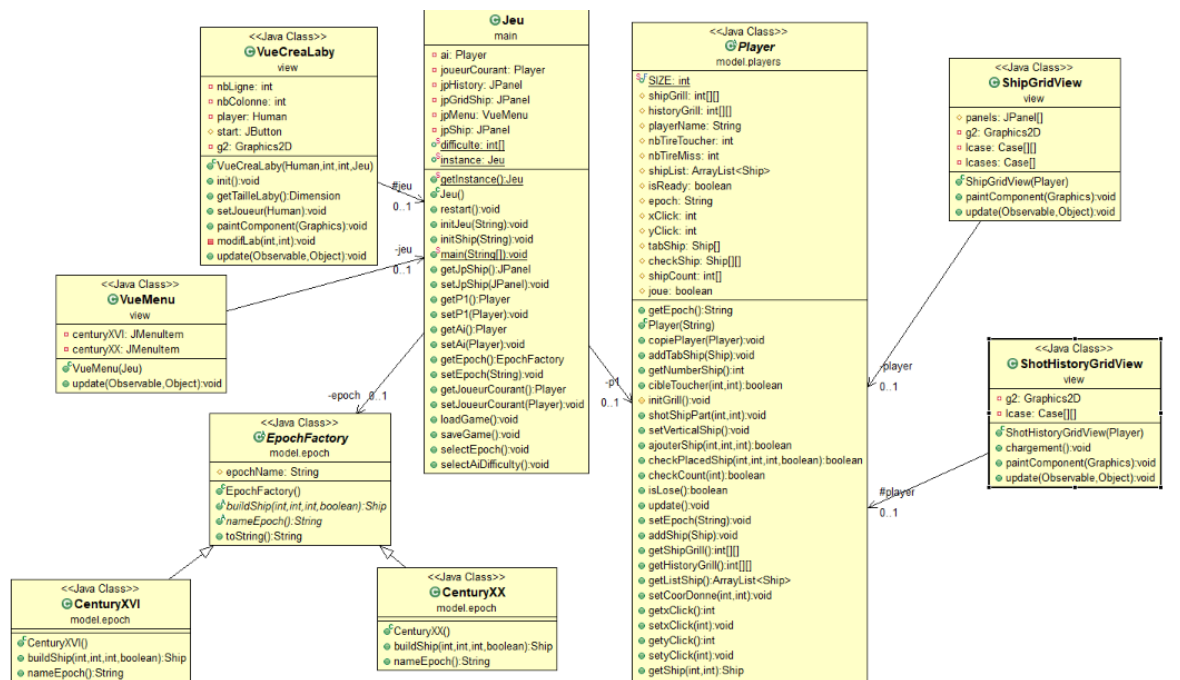 <<Java Class>>
VueCreaLaby
view
nbLigne: int
nbColonne: int
player: Human
start: JButton
g2: Graphics2D
VueCreaLaby(Human,int,int,Jeu)
init():void
getTailleLaby():Dimension
setJoueur(Human):void
paintComponent(Graphics):void
modifLab(int,int):void
update(Observable,Object):void
#jeu
0..1
<<Java Class>>
VueMenu
view
centuryXVI: JMenuItem
centuryXX: JMenuItem
VueMenu(Jeu)
update(Observable,Object):void
-jeu
0..1
Jeu
main
ai: Player
joueurCourant: Player
jpHistory: JPanel
jpGridShip: JPanel
jpMenu: VueMenu
jpShip: JPanel
difficulte: int[]
instance: Jeu
getInstance():Jeu
Jeu()
restart():void
initJeu(String):void
initShip(String):void
main(String[]):void
getJpShip():JPanel
setJpShip(JPanel):void
getP1():Player
setP1(Player):void
getAi():Player
setAi(Player):void
getEpoch():EpochFactory
setEpoch(String):void
getJoueurCourant():Player
setJoueurCourant(Player):void
loadGame():void
saveGame():void
selectEpoch():void
selectAiDifficulty():void
-epoch 0..1
<<Java Class>>
EpochFactory
model.epoch
epochName: String
EpochFactory()
buildShip(int,int,int,boolean):Ship
nameEpoch():String
toString():String
<<Java Class>>
CenturyXVI
model.epoch
CenturyXVI()
buildShip(int,int,int,boolean):Ship
nameEpoch():String
<<Java Class>>
CenturyXX
model.epoch
CenturyXX()
buildShip(int,int,int,boolean):Ship
nameEpoch():String
-p1
0..1
<<Java Class>>
Player
model.players
SIZE: int
shipGrill: int[][]
historyGrill: int[][]
playerName: String
nbTireToucher: int
nbTireMiss: int
shipList: ArrayList<Ship>
isReady: boolean
epoch: String
xClick: int
yClick: int
tabShip: Ship[]
checkShip: Ship[][]
shipCount: int[]
joue: boolean
getEpoch():String
Player(String)
copiePlayer(Player):void
addTabShip(Ship):void
getNumberShip():int
cibleToucher(int,int):boolean
initGrill():void
shotShipPart(int,int):void
setVerticalShip():void
ajouterShip(int,int,int):boolean
checkPlacedShip(int,int,int,boolean):boolean
checkCount(int):boolean
isLose():boolean
update():void
setEpoch(String):void
addShip(Ship):void
getShipGrill():int[][]
getHistoryGrill():int[][]
getListShip():ArrayList<Ship>
setCoorDonne(int,int):void
getxClick():int
setxClick(int):void
getyClick():int
setyClick(int):void
getShip(int,int):Ship
<<Java Class>>
ShipGridView
view
panels: JPanel[]
g2: Graphics2D
lcase: Case[][]
lcases: Case[]
ShipGridView(Player)
paintComponent(Graphics):void
update(Observable,Object):void
-player
0..1
<<Java Class>>
ShotHistoryGridView
view
g2: Graphics2D
lcase: Case[][]
ShotHistoryGridView(Player)
chargement():void
paintComponent(Graphics):void
update(Observable,Object):void
#player
0..1